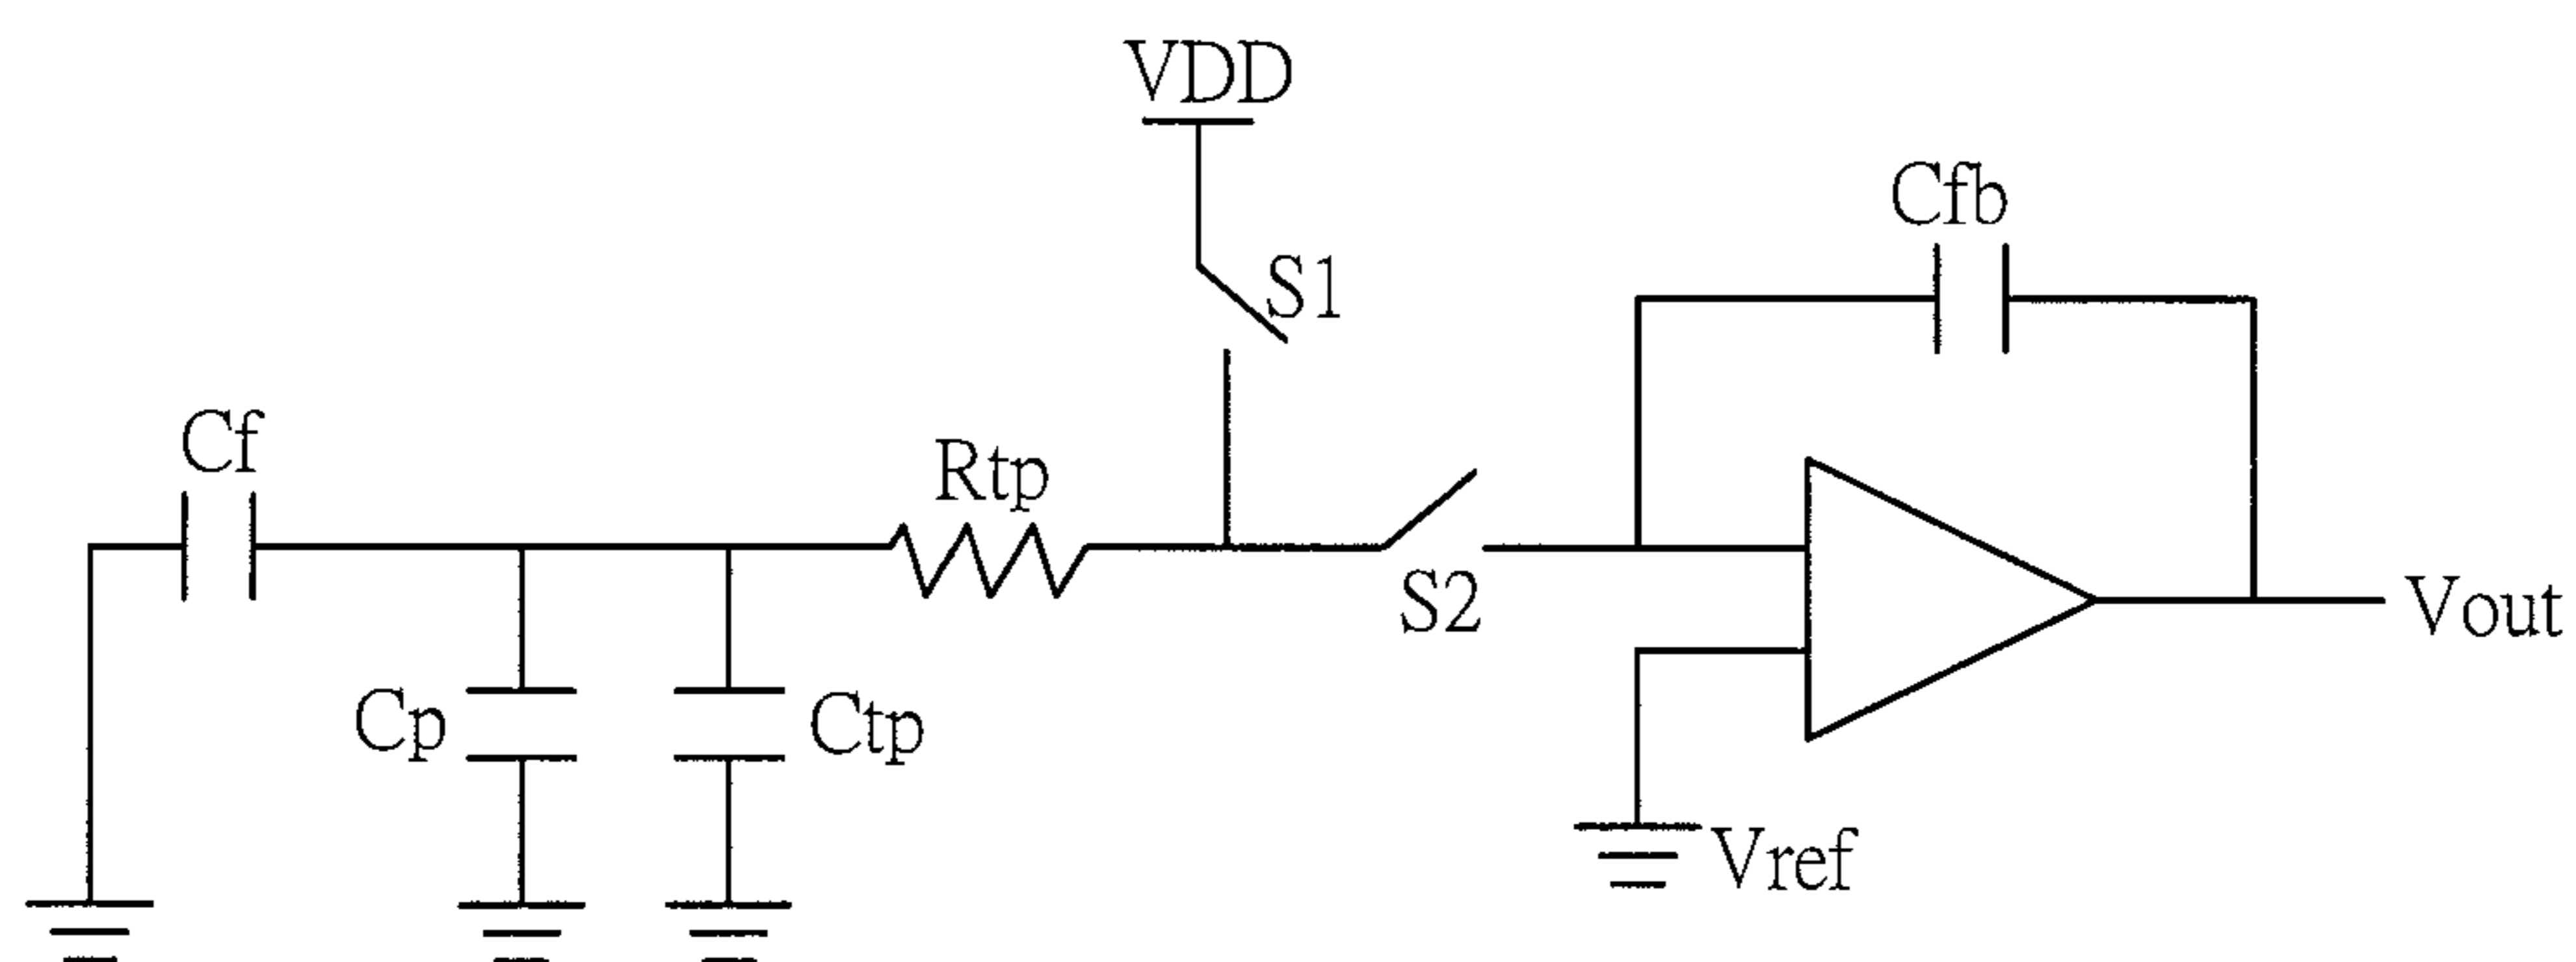 VDD
Cfb
S1
Cf
Rtp
S2
Vout
Cp
Ctp
Vref